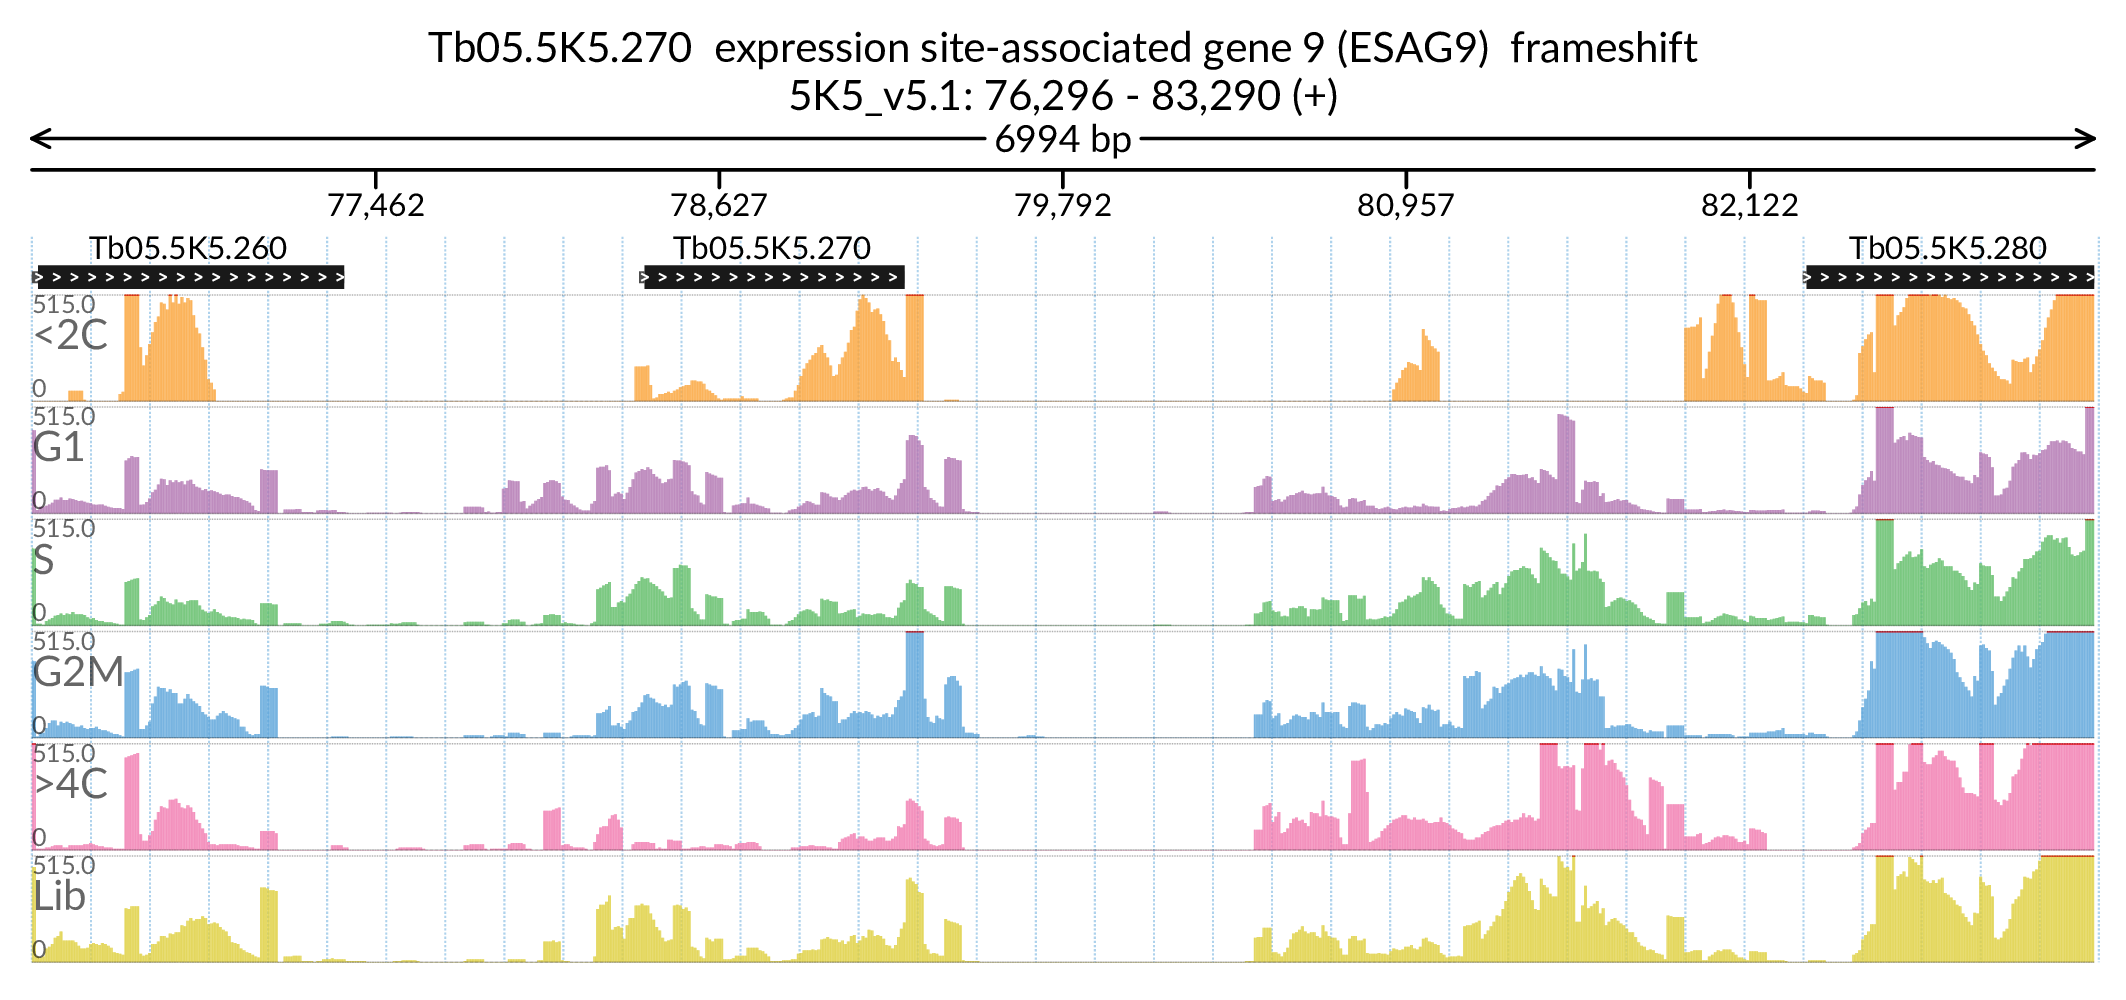 Tb05.5K5.270 expression site-associated gene 9 (ESAG9) frameshift
5K5_v5.1: 76,296 - 83,290 (+)
6994 bp
77,462 78,627 79,792 80,957 82,122
Tb05.5K5.260 Tb05.5K5.270 Tb05.5K5.280
515.0
<2C
0
515.0
G1
0
515.0
S
0
515.0
G2M
0
515.0
>4C
0
515.0
Lib
0